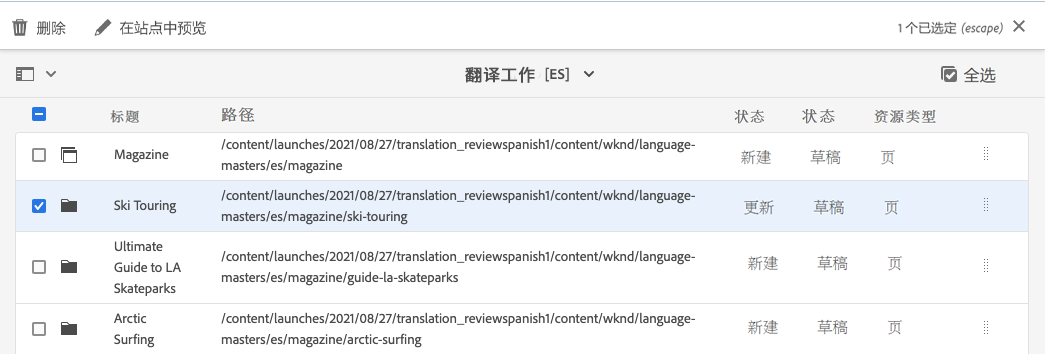 删除 在站点中预览 1 个已选定 (escape)
翻译工作 [ES] 全选
标题 路径 状态 状态 资源类型
Magazine /content/launches/2021/08/27/translation_reviewspanish1/content/wknd/language-
masters/es/magazine 新建 草稿 页
Ski Touring /content/launches/2021/08/27/translation_reviewspanish1/content/wknd/language-
masters/es/magazine/ski-touring 更新 草稿 页
Ultimate
Guide to LA
Skateparks
/content/launches/2021/08/27/translation_reviewspanish1/content/wknd/language-
masters/es/magazine/guide-la-skateparks 新建 草稿 页
Arctic
Surfing
/content/launches/2021/08/27/translation_reviewspanish1/content/wknd/language-
masters/es/magazine/arctic-surfing 新建 草稿 页